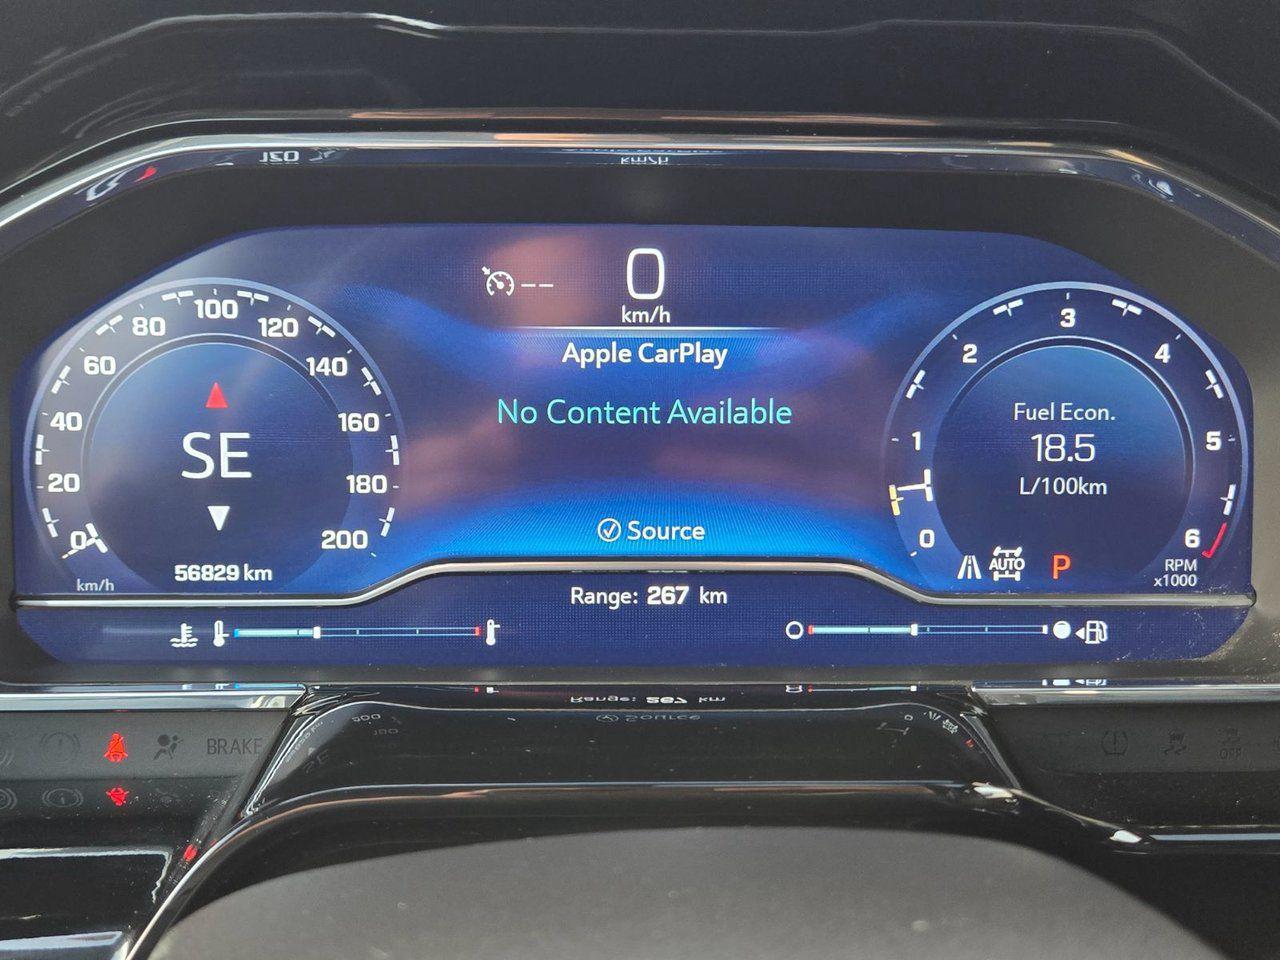 0
km/h
Apple CarPlay
No Content Available
Source
0
20
40
60
80
100
120
140
160
180
200
SE
56829 km
km/h
Range: 267 km
0
1
2
3
4
5
6
Fuel Econ.
18.5
L/100km
AUTO
P
RPM
x1000
BRAKE
OFF